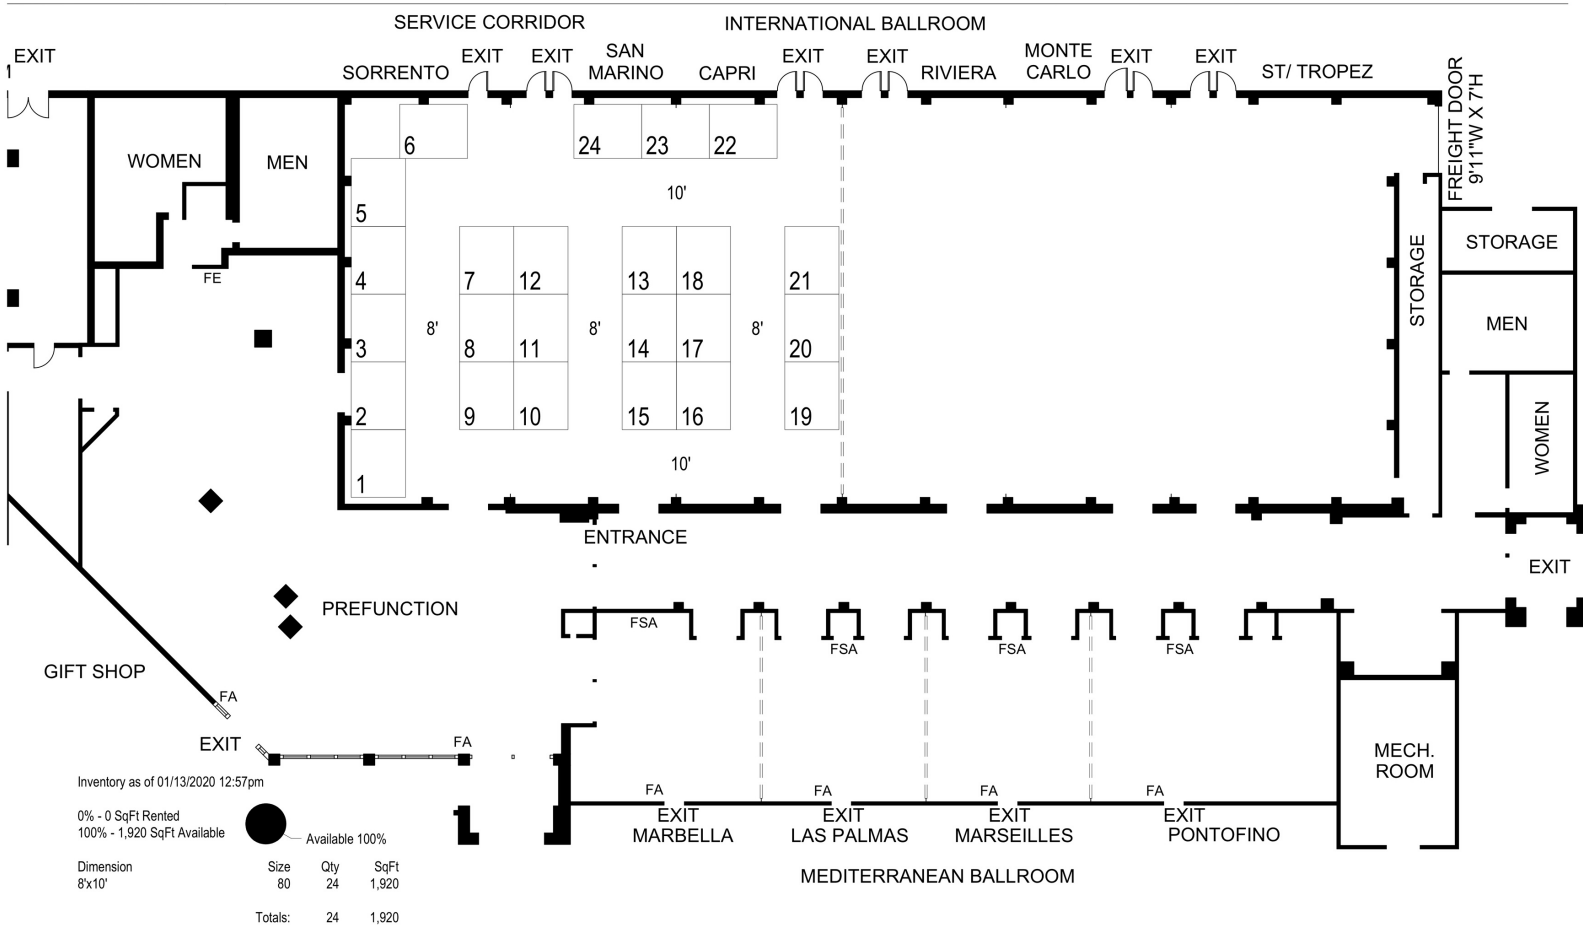 SERVICE CORRIDOR
INTERNATIONAL BALLROOM
EXIT
EXIT
EXIT
SAN
MARINO
EXIT
EXIT
MONTE
CARLO
EXIT
EXIT
SORRENTO
CAPRI
RIVIERA
ST/ TROPEZ
FREIGHT DOOR
9'11"W X 7'H
WOMEN
MEN
6
24
23
22
10'
5
4
3
2
1
7
12
8
11
9
10
13
18
14
17
15
16
21
20
19
8'
8'
8'
10'
FE
STORAGE
STORAGE
MEN
WOMEN
ENTRANCE
EXIT
PREFUNCTION
FSA
FSA
FSA
FSA
GIFT SHOP
FA
EXIT
FA
MECH.
ROOM
FA
FA
FA
FA
EXIT
EXIT
EXIT
EXIT
MARBELLA
LAS PALMAS
MARSEILLES
PONTOFINO
MEDITERRANEAN BALLROOM
Inventory as of 01/13/2020 12:57pm
0% - 0 SqFt Rented
100% - 1,920 SqFt Available
Available 100%
Dimension Size Qty SqFt
8'x10' 80 24 1,920
Totals: 24 1,920